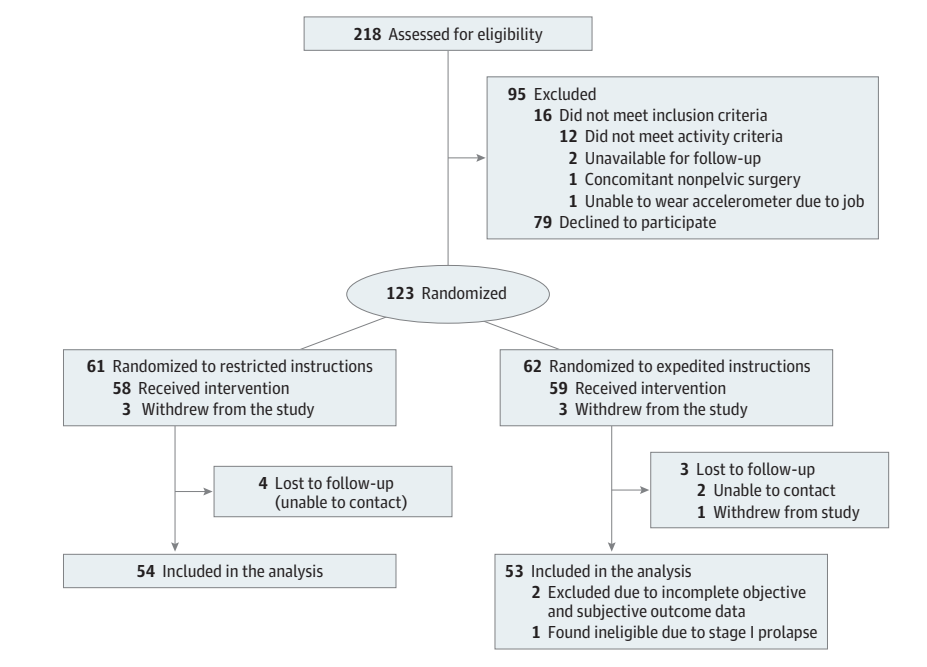 218 Assessed for eligibility
95 Excluded
16 Did not meet inclusion criteria
12 Did not meet activity criteria
2 Unavailable for follow-up
1 Concomitant nonpelvic surgery
1 Unable to wear accelerometer due to job
79 Declined to participate
123 Randomized
61 Randomized to restricted instructions
58 Received intervention
3 Withdrew from the study
62 Randomized to expedited instructions
59 Received intervention
3 Withdrew from the study
4 Lost to follow-up
(unable to contact)
3 Lost to follow-up
2 Unable to contact
1 Withdrew from study
54 Included in the analysis
53 Included in the analysis
2 Excluded due to incomplete objective
and subjective outcome data
1 Found ineligible due to stage I prolapse